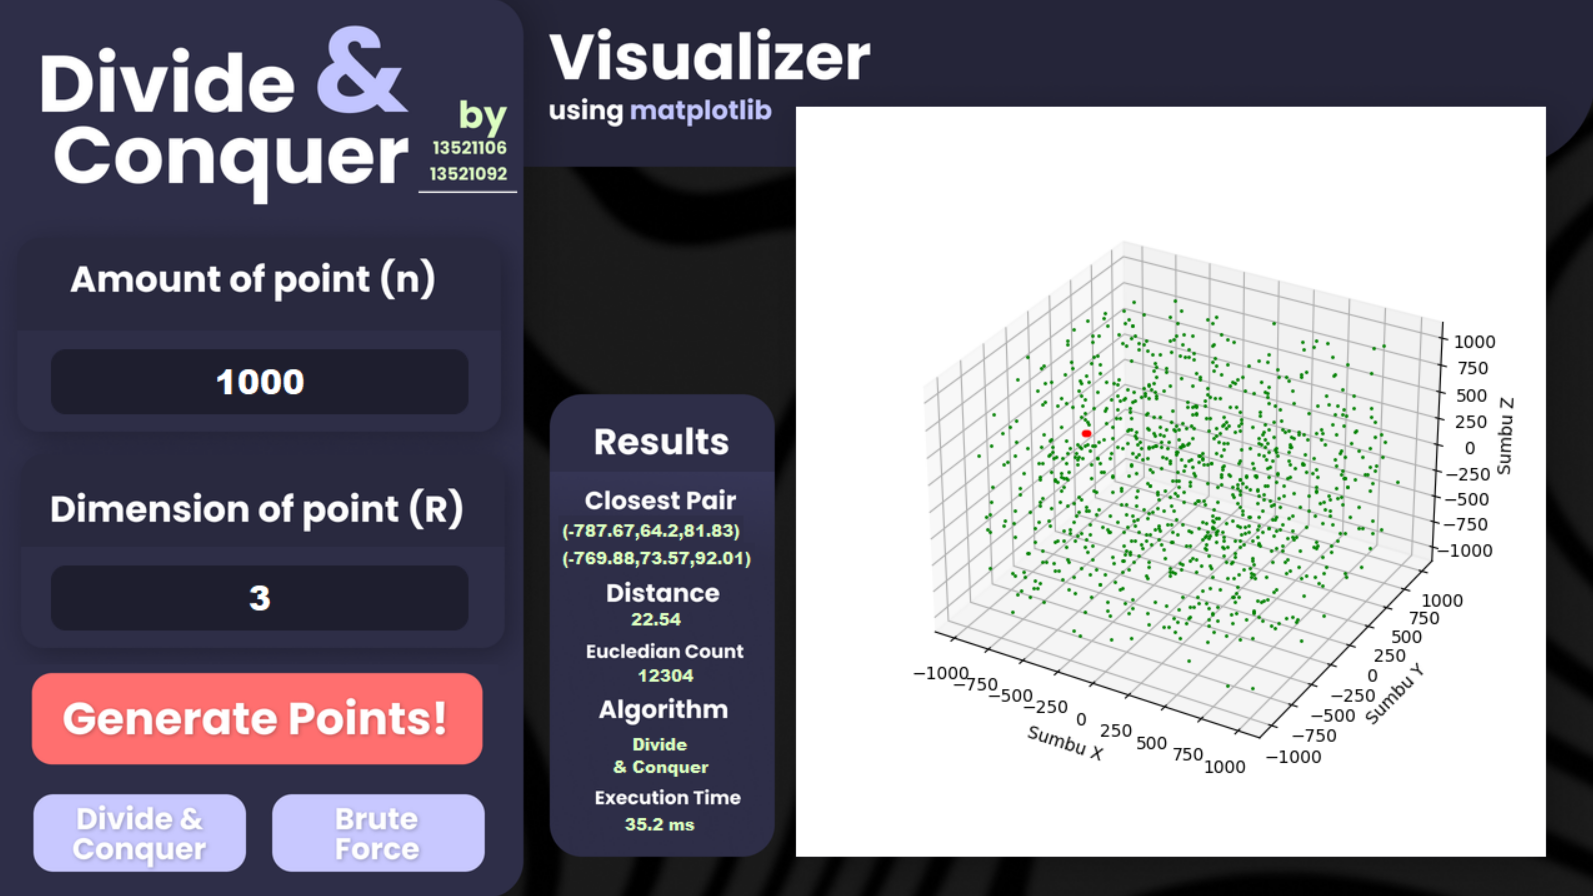 Divide &
Conquer
by
13521106
13521092
Amount of point (n)
1000
Dimension of point (R)
3
Generate Points!
Divide &
Conquer
Brute
Force
Visualizer
using matplotlib
Results
Closest Pair
(-787.67,64.2,81.83)
(-769.88,73.57,92.01)
Distance
22.54
Eucledian Count
12304
Algorithm
Divide
& Conquer
Execution Time
35.2 ms
1000
750
500
250
0
−250
−500
−750
−1000
Sumbu Z
1000
750
500
250
0
−250
−500
−750
−1000
Sumbu Y
−1000
−750
−500
−250
0
250
500
750
1000
Sumbu X